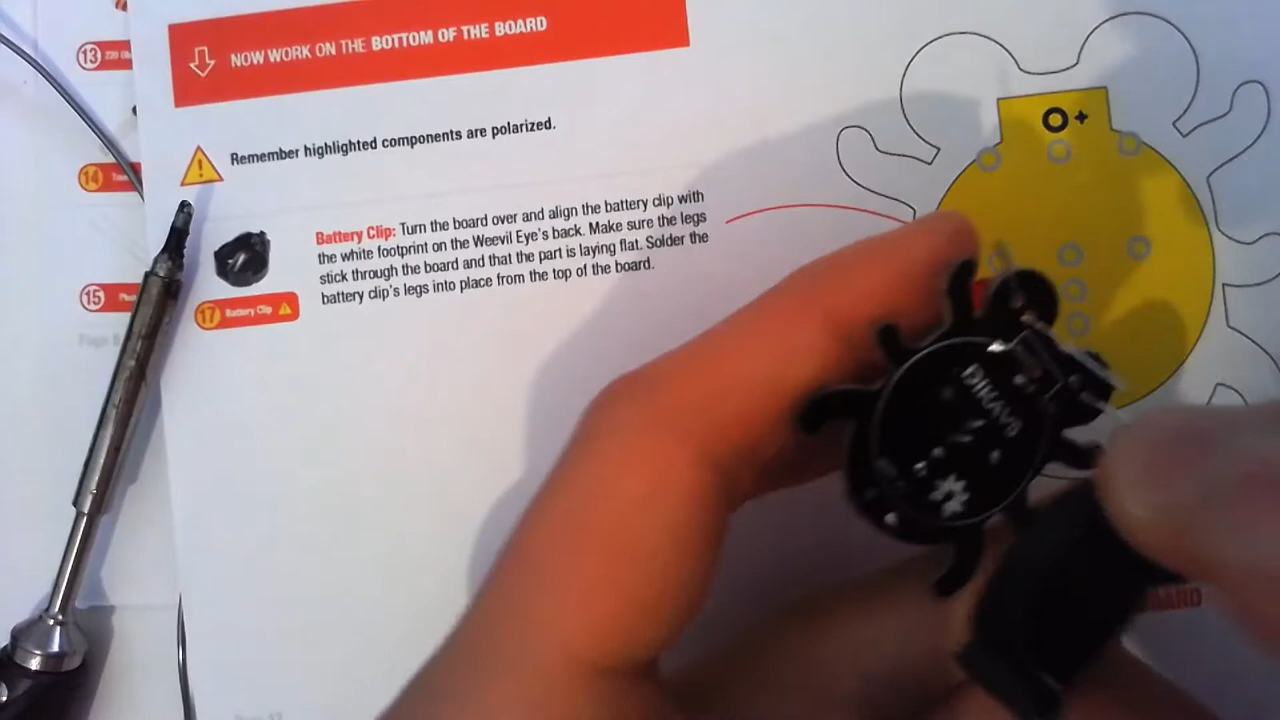 13
NOW WORK ON THE BOTTOM OF THE BOARD
Remember highlighted components are polarized.
14
Battery Clip: Turn the board over and align the battery clip with
the white footprint on the Weevil Eye's back. Make sure the legs
stick through the board and that the part is laying flat. Solder the
battery clip's legs into place from the top of the board.
15
17 Battery Clip
+